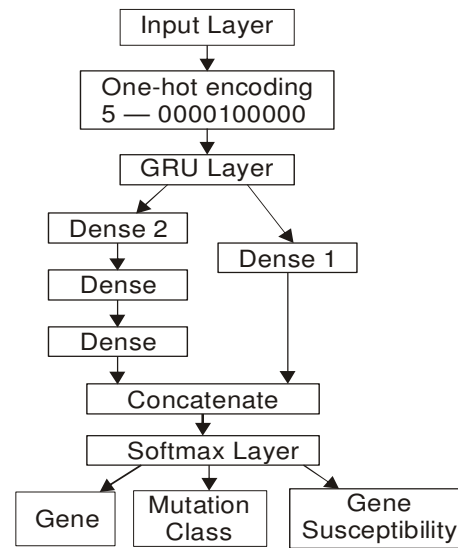 Input Layer
One-hot encoding
5 — 0000100000
GRU Layer
Dense 2
Dense 1
Dense
Dense
Concatenate
Softmax Layer
Gene
Mutation
Class
Gene
Susceptibility